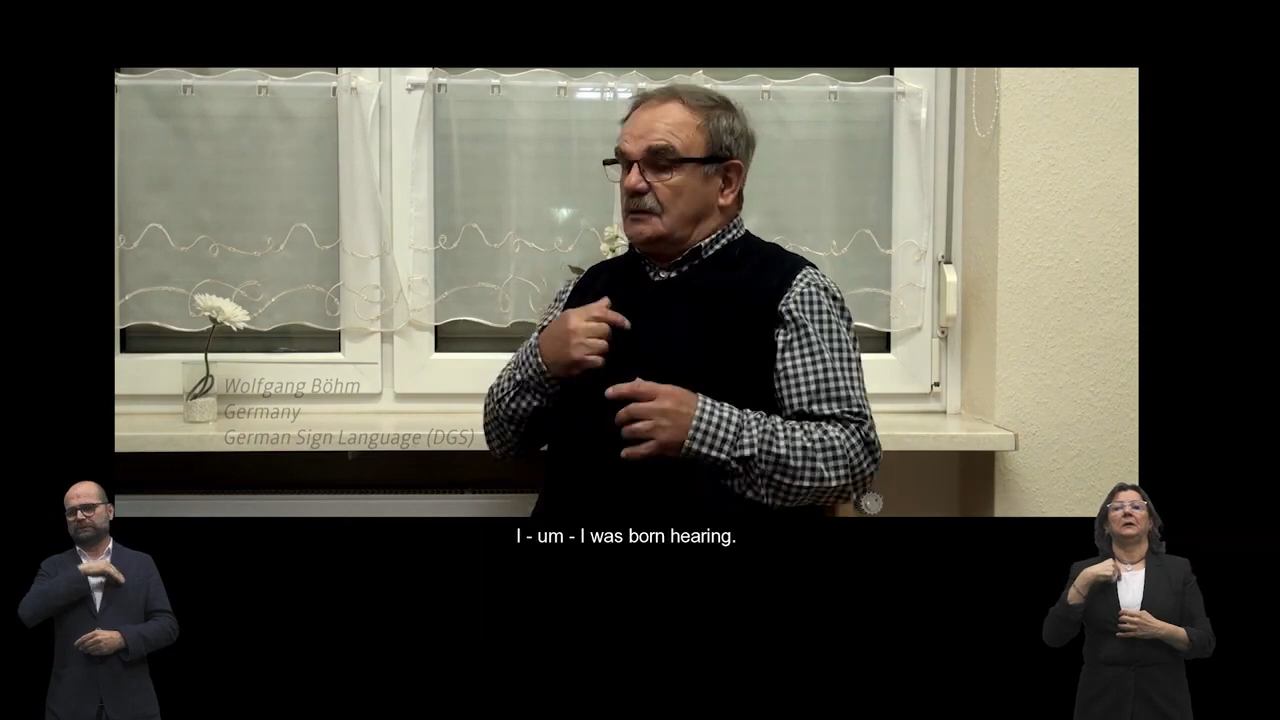 Wolfgang Böhm
Germany
German Sign Language (DGS)
I - um - I was born hearing.